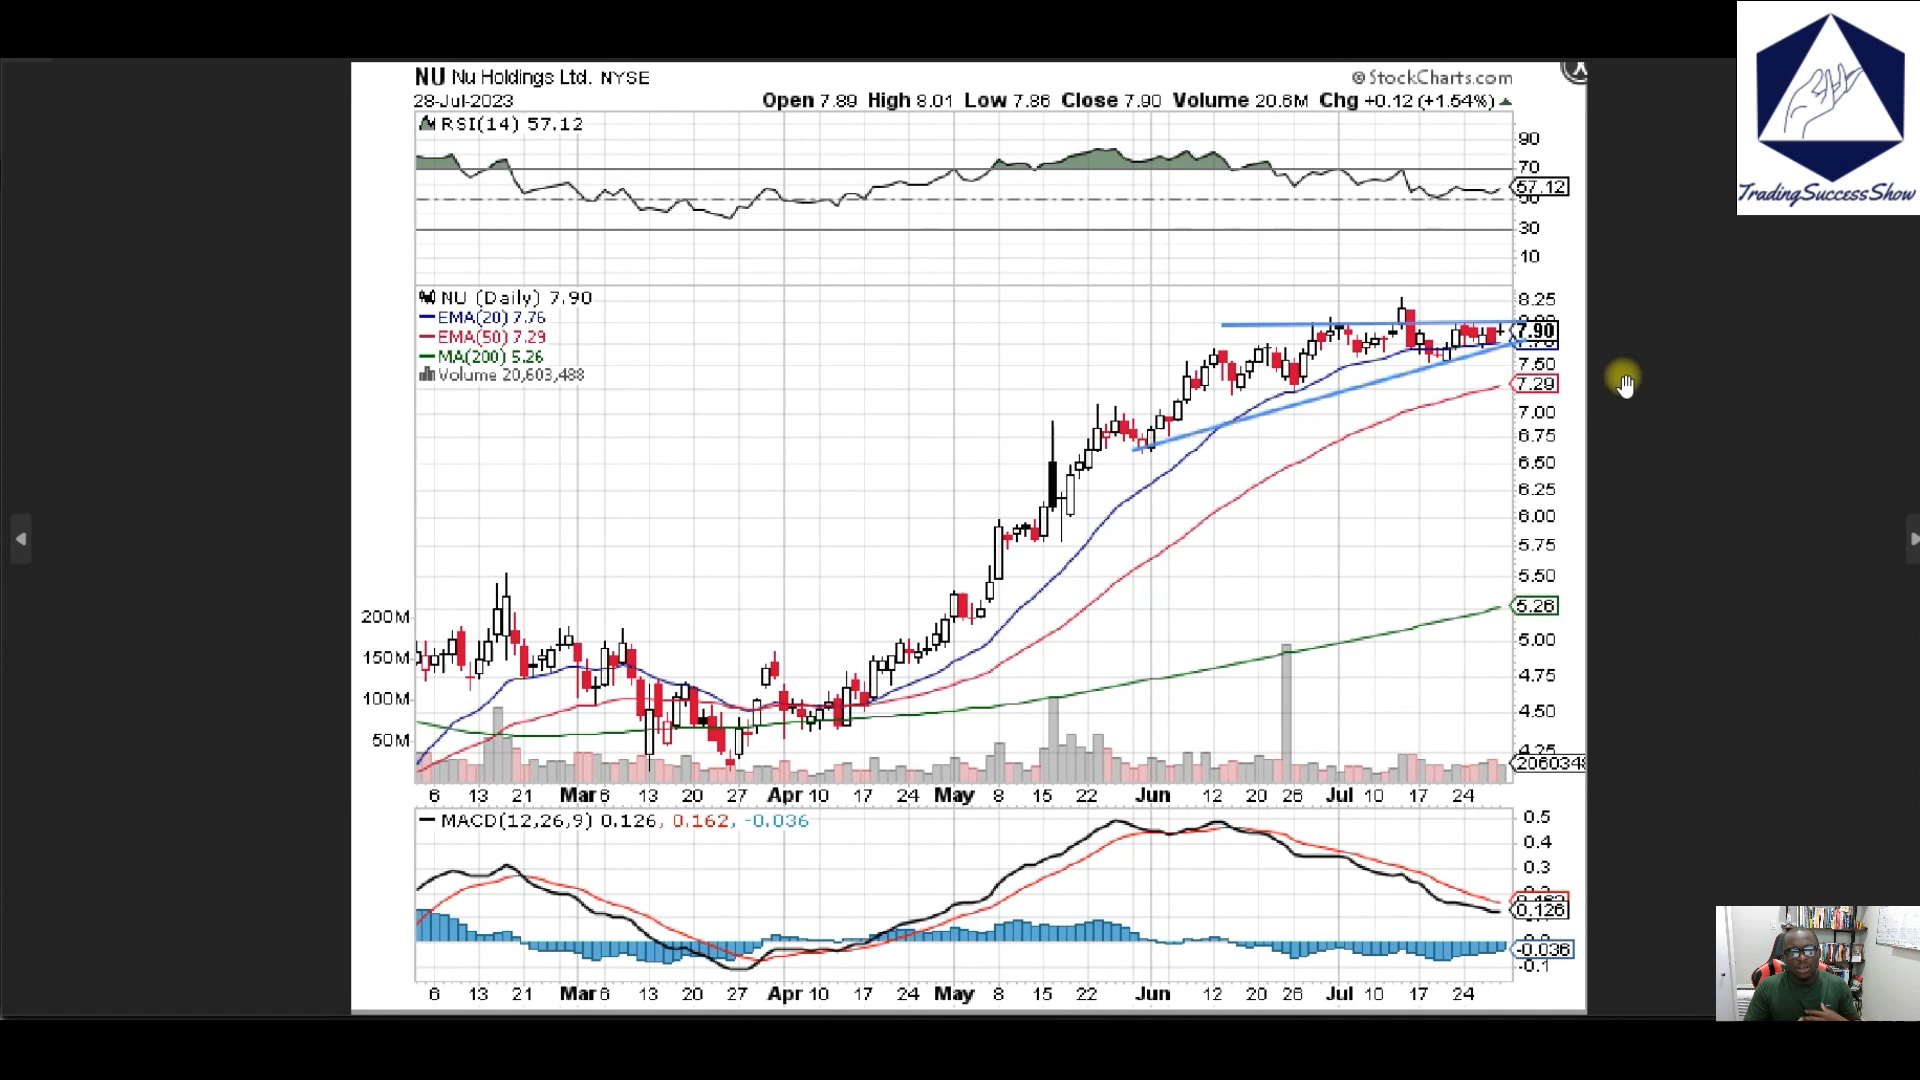 NU Nu Holdings Ltd. NYSE
© StockCharts.com
28-Jul-2023
Open 7.89 High 8.01 Low 7.86 Close 7.90 Volume 20.6M Chg +0.12 (+1.54%)
RSI(14) 57.12
90
70
57.12
30
10
NU (Daily) 7.90
EMA(20) 7.76
EMA(50) 7.29
MA(200) 5.26
Volume 20,603,488
8.25
7.90
7.50
7.29
7.00
6.75
6.50
6.25
6.00
5.75
5.50
5.26
5.00
4.75
4.50
4.25
200M
150M
100M
50M
2060348
6 13 21 Mar 6 13 20 27 Apr 10 17 24 May 8 15 22 Jun 12 20 26 Jul 10 17 24
MACD(12,26,9) 0.126, 0.162, -0.036
0.5
0.4
0.3
0.126
-0.036
-0.1
6 13 21 Mar 6 13 20 27 Apr 10 17 24 May 8 15 22 Jun 12 20 26 Jul 10 17 24
TradingSuccessShow